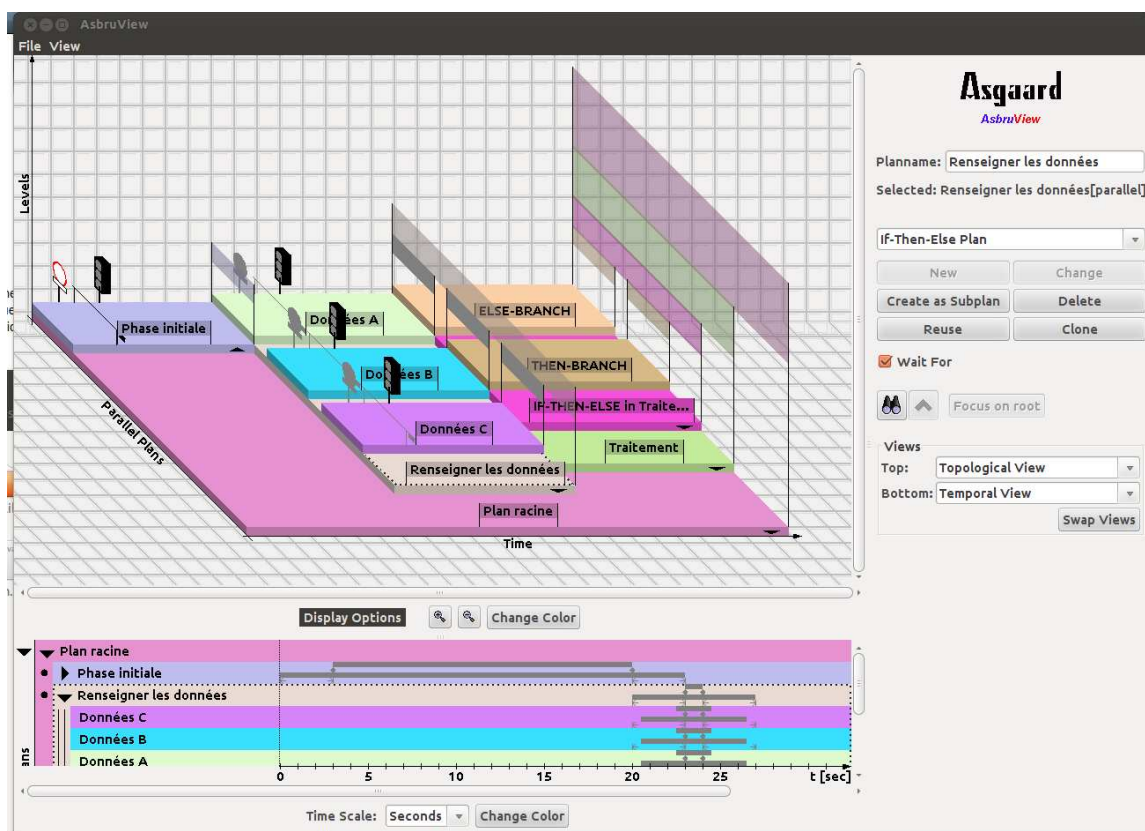 AsbruView
File View
Levels
Parallel Plans
Time
Phase initiale
Données A
Données B
Données C
ELSE-BRANCH
THEN-BRANCH
IF-THEN-ELSE in Traite...
Traitement
Renseigner les données
Plan racine
Asgaard
AsbruView
Planname: Renseigner les données
Selected: Renseigner les données[parallel]
If-Then-Else Plan
New Change
Create as Subplan Delete
Reuse Clone
Wait For
Focus on root
Views
Top: Topological View
Bottom: Temporal View
Swap Views
Display Options Change Color
Plan racine
Phase initiale
Renseigner les données
Données C
Données B
Données A
0 5 10 15 20 25 t [sec]
Time Scale: Seconds Change Color